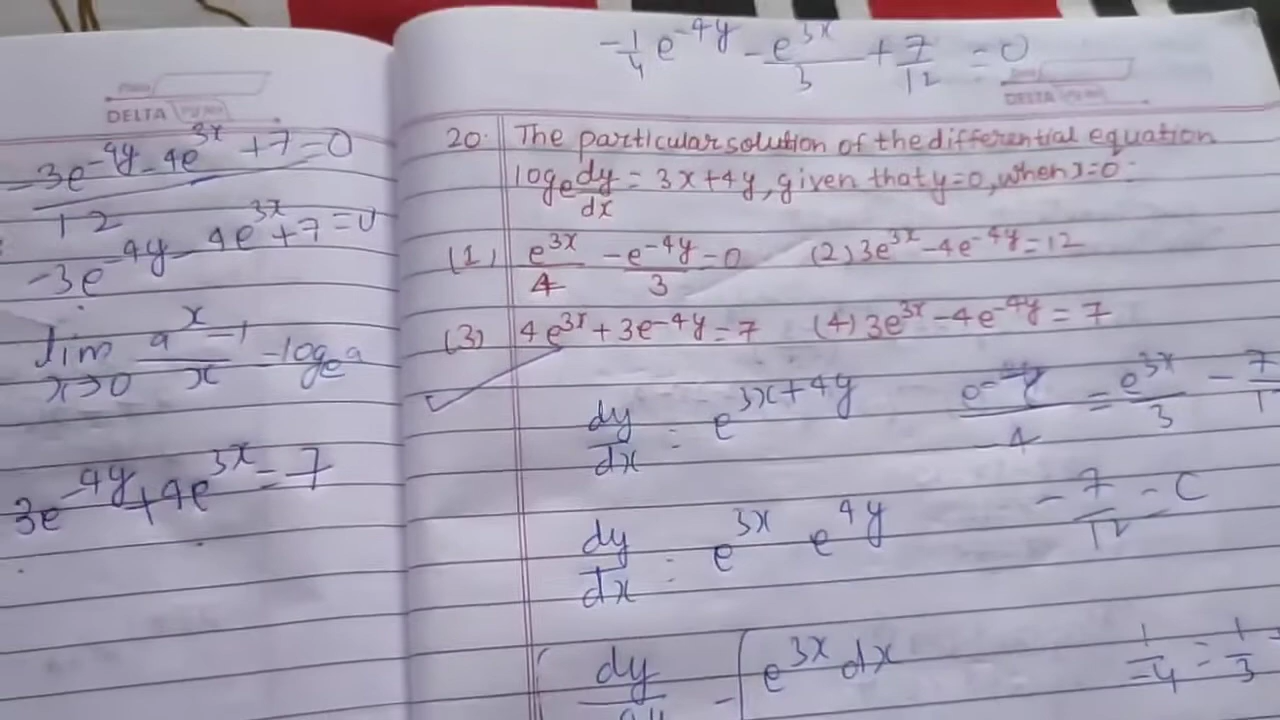 DELTA
-3e^-4y - 4e^3x + 7 = 0
12
-3e^-4y - 4e^3x + 7 = 0
lim a^x - 1 - log_e a
x→0 x
3e^-4y + 4e^3x = 7
-1/4 e^-4y - e^3x/3 + 7/12 = 0
DELTA
20. The particular solution of the differential equation
log_e dy/dx = 3x+4y, given that y=0, when x=0
(1) e^3x/4 - e^-4y/3 = 0 (2) 3e^3x - 4e^-4y = 12
(3) 4e^3x + 3e^-4y = 7 (4) 3e^3x - 4e^-4y = 7
dy/dx = e^3x+4y
dy/dx = e^3x e^4y
dy = ∫ e^3x dx
= e^3x/3 - 7
-4
-7/12 = C
1/-4 = 1/3